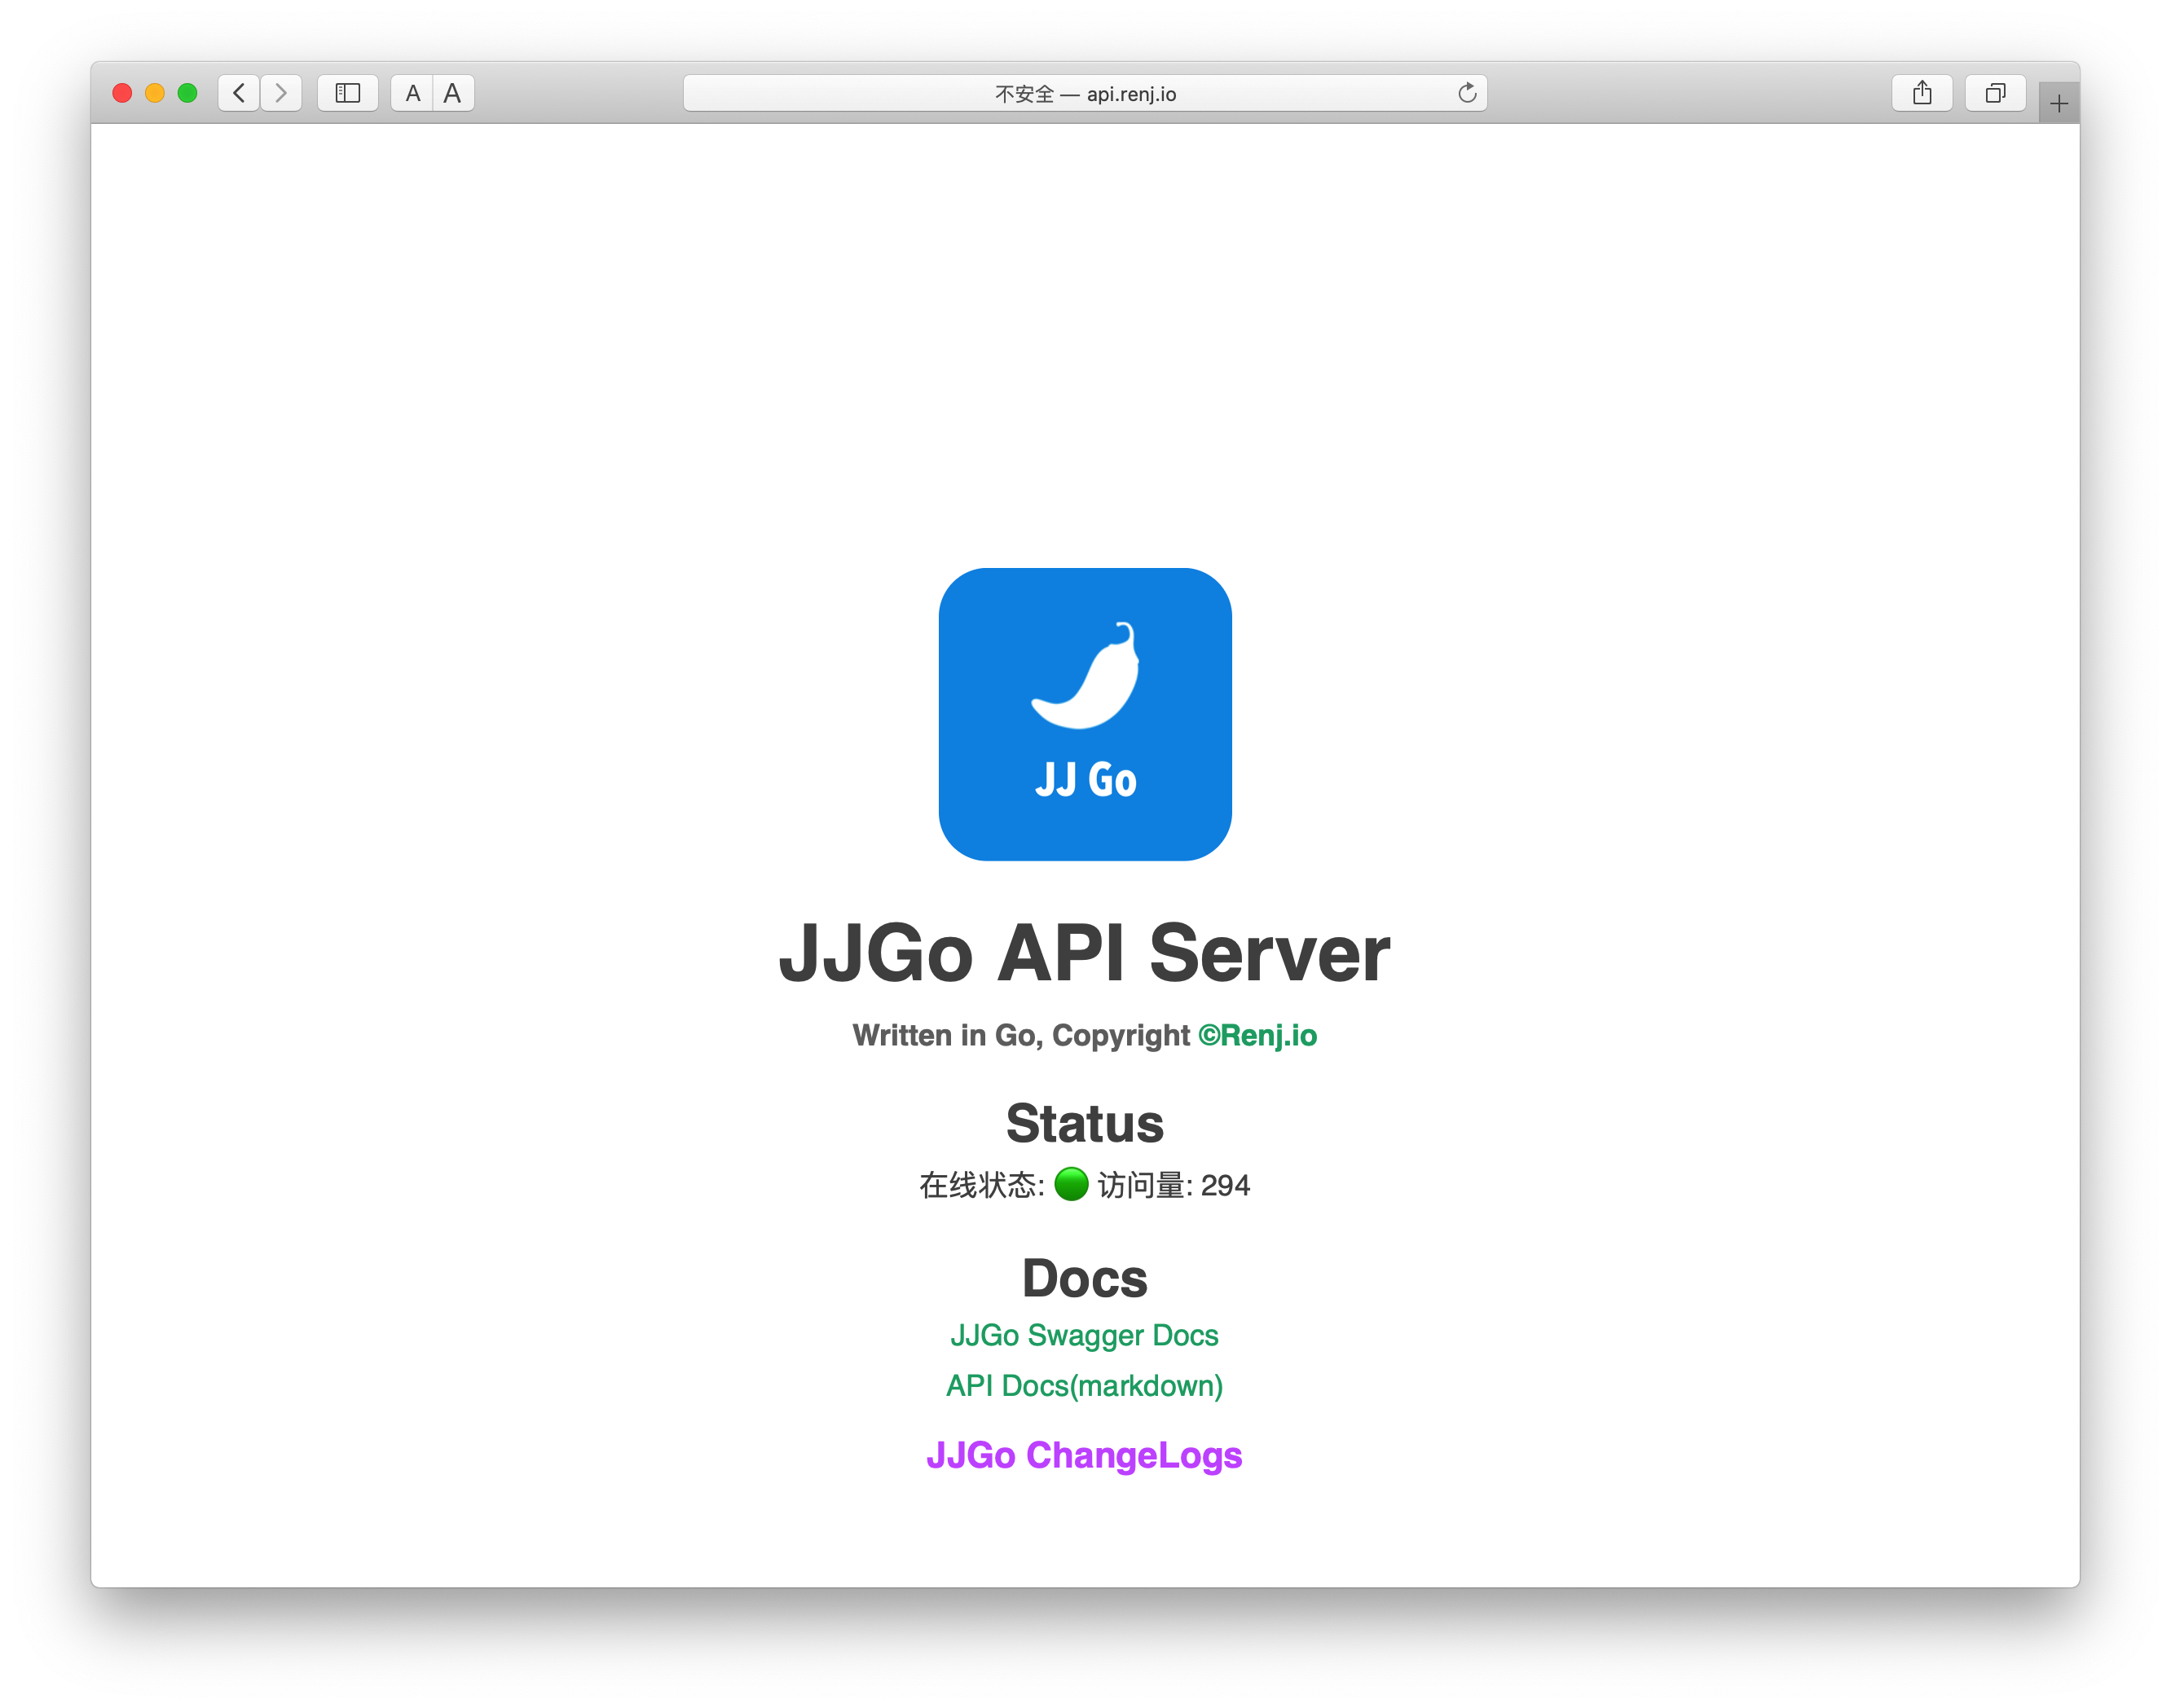 A A
不安全 — api.renj.io
JJ Go
JJGo API Server
Written in Go, Copyright ©Renj.io
Status
在线状态: 访问量: 294
Docs
JJGo Swagger Docs
API Docs(markdown)
JJGo ChangeLogs